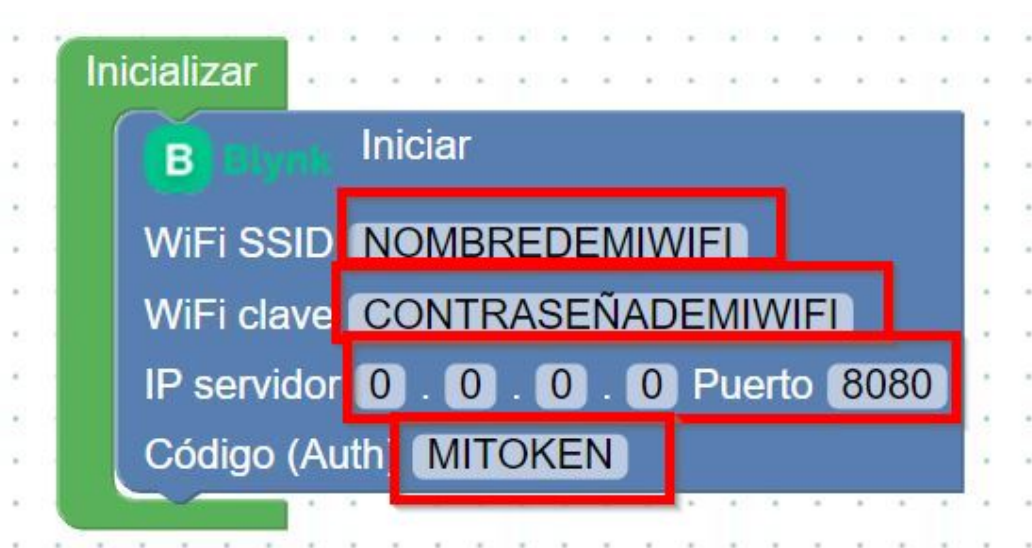 Inicializar
B Blynk Iniciar
WiFi SSID NOMBREDEMIWIFI
WiFi clave CONTRASEÑADEMIWIFI
IP servidor 0 . 0 . 0 . 0 Puerto 8080
Código (Auth) MITOKEN